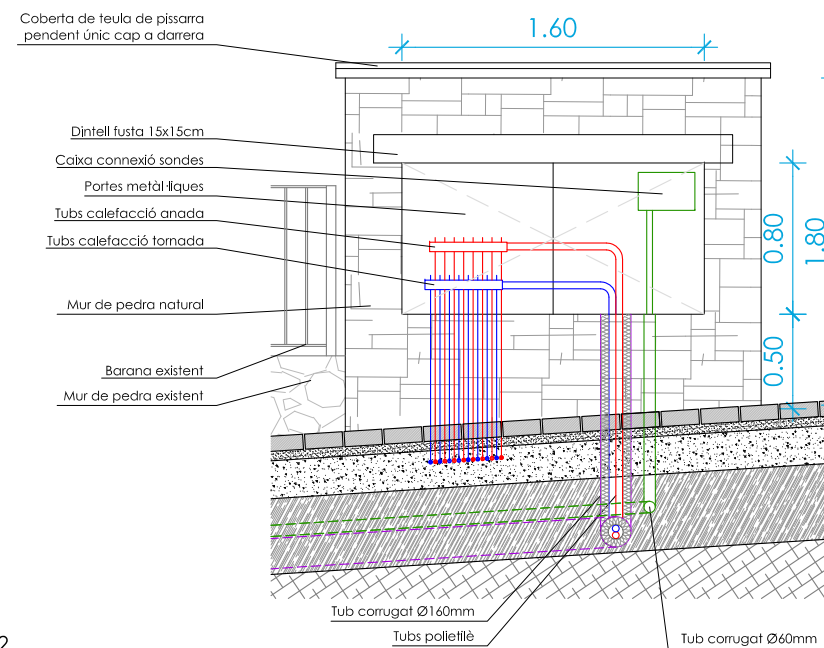 Coberta de teula de pissarra
pendent únic cap a darrera
1.60
Dintell fusta 15x15cm
Caixa connexió sondes
Portes metàl·liques
Tubs calefacció anada
Tubs calefacció tornada
0.80
1.80
Mur de pedra natural
Barana existent
0.50
Mur de pedra existent
Tub corrugat Ø160mm
Tubs polietilè
Tub corrugat Ø60mm
2